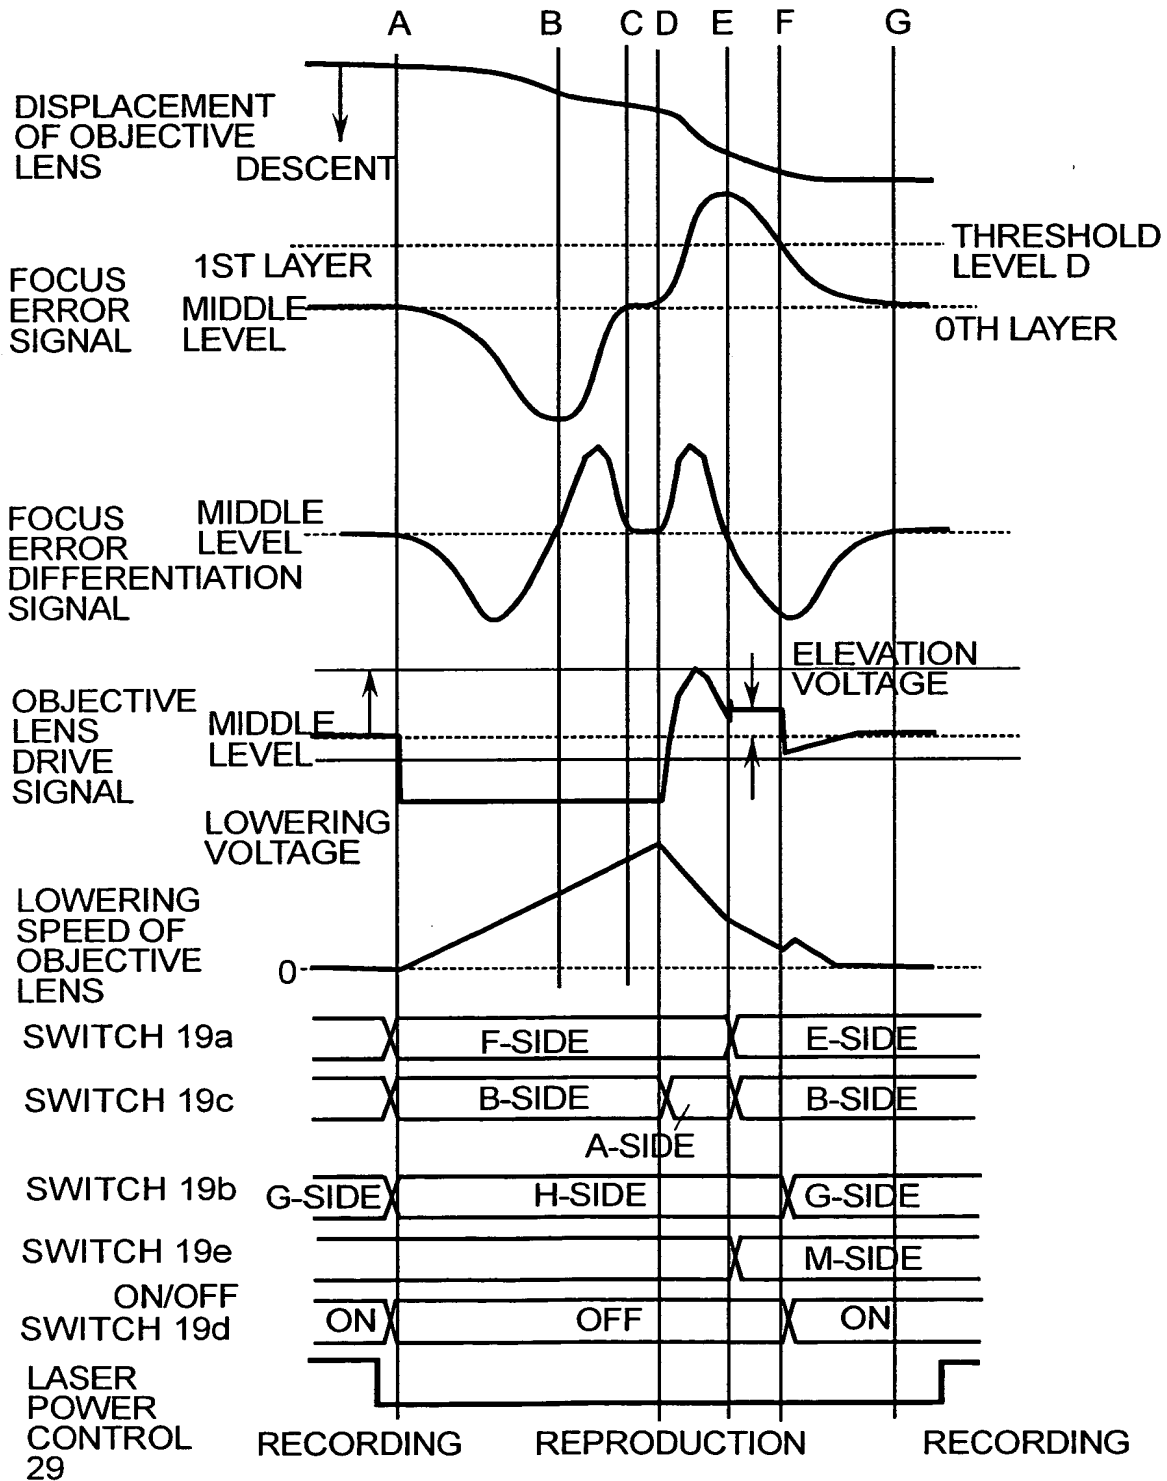 A B C D E F G
DISPLACEMENT
OF OBJECTIVE
LENS
DESCENT
THRESHOLD
LEVEL D
1ST LAYER
FOCUS
ERROR
SIGNAL
MIDDLE
LEVEL
0TH LAYER
FOCUS
ERROR
DIFFERENTIATION
SIGNAL
MIDDLE
LEVEL
ELEVATION
VOLTAGE
OBJECTIVE
LENS
DRIVE
SIGNAL
MIDDLE
LEVEL
LOWERING
VOLTAGE
LOWERING
SPEED OF
OBJECTIVE
LENS
0
SWITCH 19a
F-SIDE
E-SIDE
SWITCH 19c
B-SIDE
B-SIDE
A-SIDE
SWITCH 19b
G-SIDE
H-SIDE
G-SIDE
SWITCH 19e
M-SIDE
ON/OFF
SWITCH 19d
ON
OFF
ON
LASER
POWER
CONTROL
29
RECORDING
REPRODUCTION
RECORDING